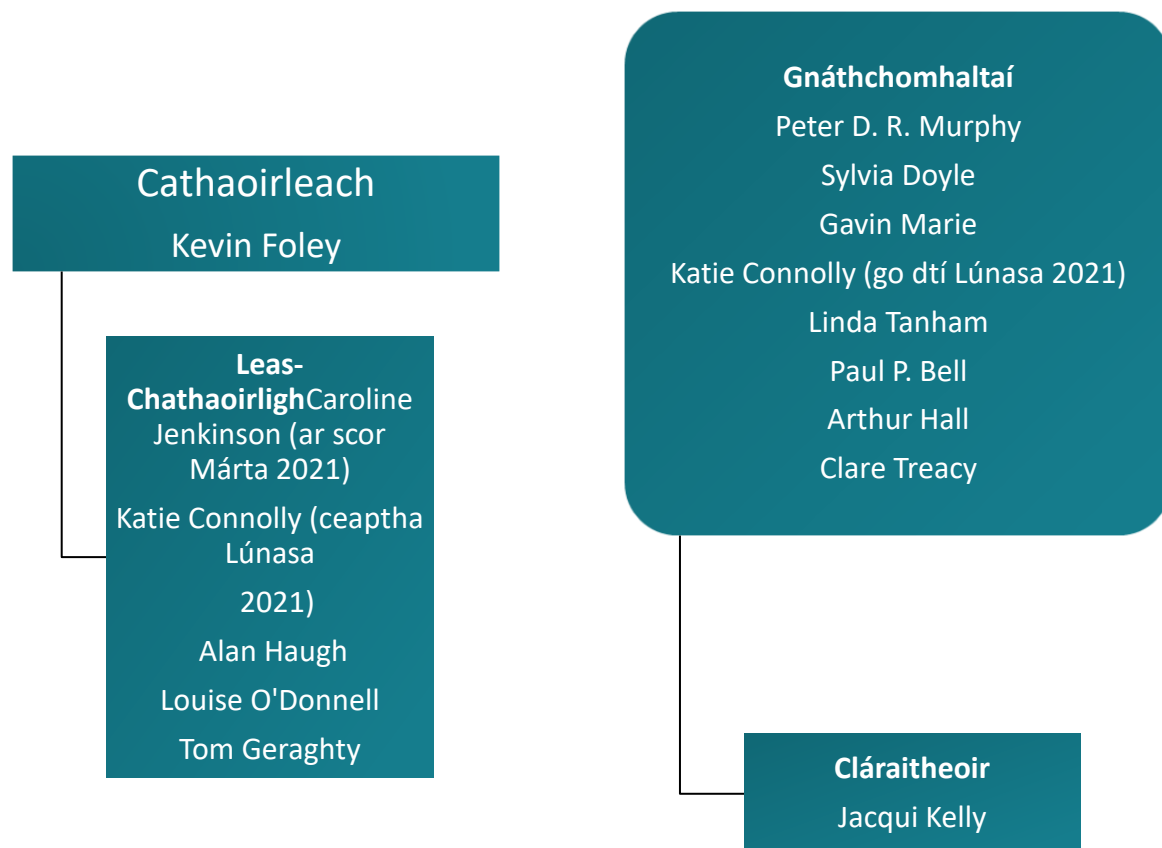 Cathaoirleach
Kevin Foley
Leas-
ChathaoirlighCaroline
Jenkinson (ar scor
Márta 2021)
Katie Connolly (ceaptha
Lúnasa
2021)
Alan Haugh
Louise O'Donnell
Tom Geraghty
Gnáthchomhaltaí
Peter D. R. Murphy
Sylvia Doyle
Gavin Marie
Katie Connolly (go dtí Lúnasa 2021)
Linda Tanham
Paul P. Bell
Arthur Hall
Clare Treacy
Cláraitheoir
Jacqui Kelly